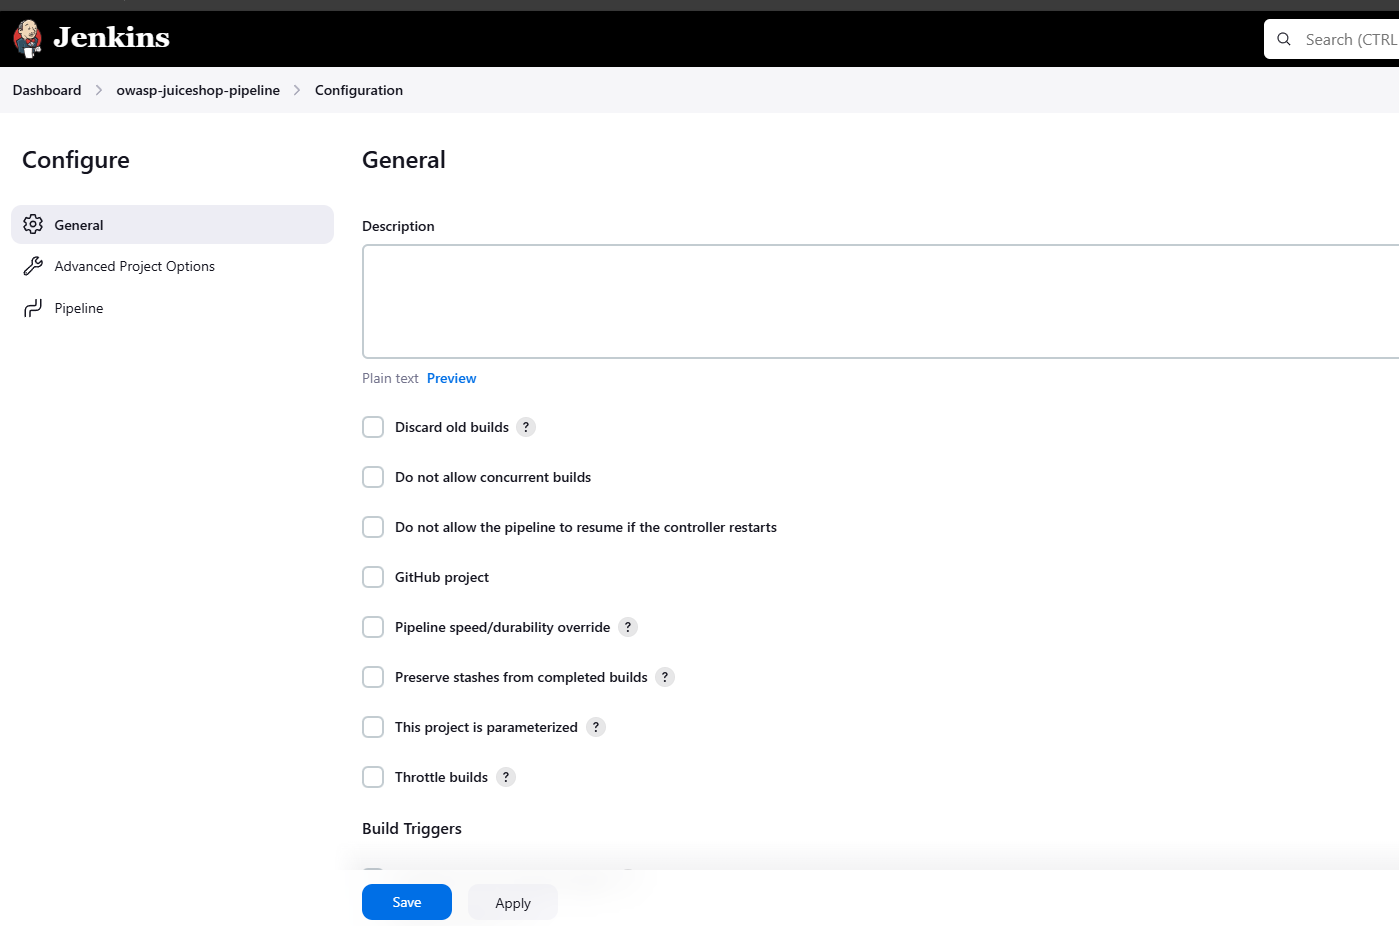 Jenkins
Search (CTRL
Dashboard
owasp-juiceshop-pipeline
Configuration
Configure
General
Advanced Project Options
Pipeline
General
Description
Plain text Preview
Discard old builds ?
Do not allow concurrent builds
Do not allow the pipeline to resume if the controller restarts
GitHub project
Pipeline speed/durability override ?
Preserve stashes from completed builds ?
This project is parameterized ?
Throttle builds ?
Build Triggers
Save
Apply